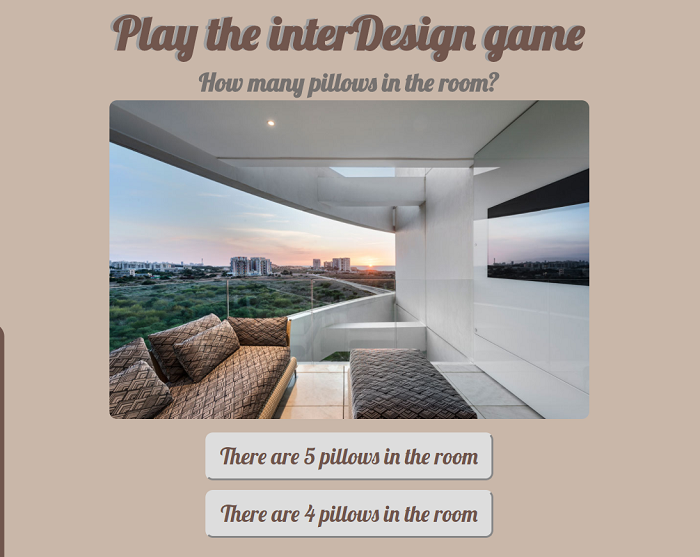 Play the interDesign game
How many pillows in the room?
There are 5 pillows in the room
There are 4 pillows in the room